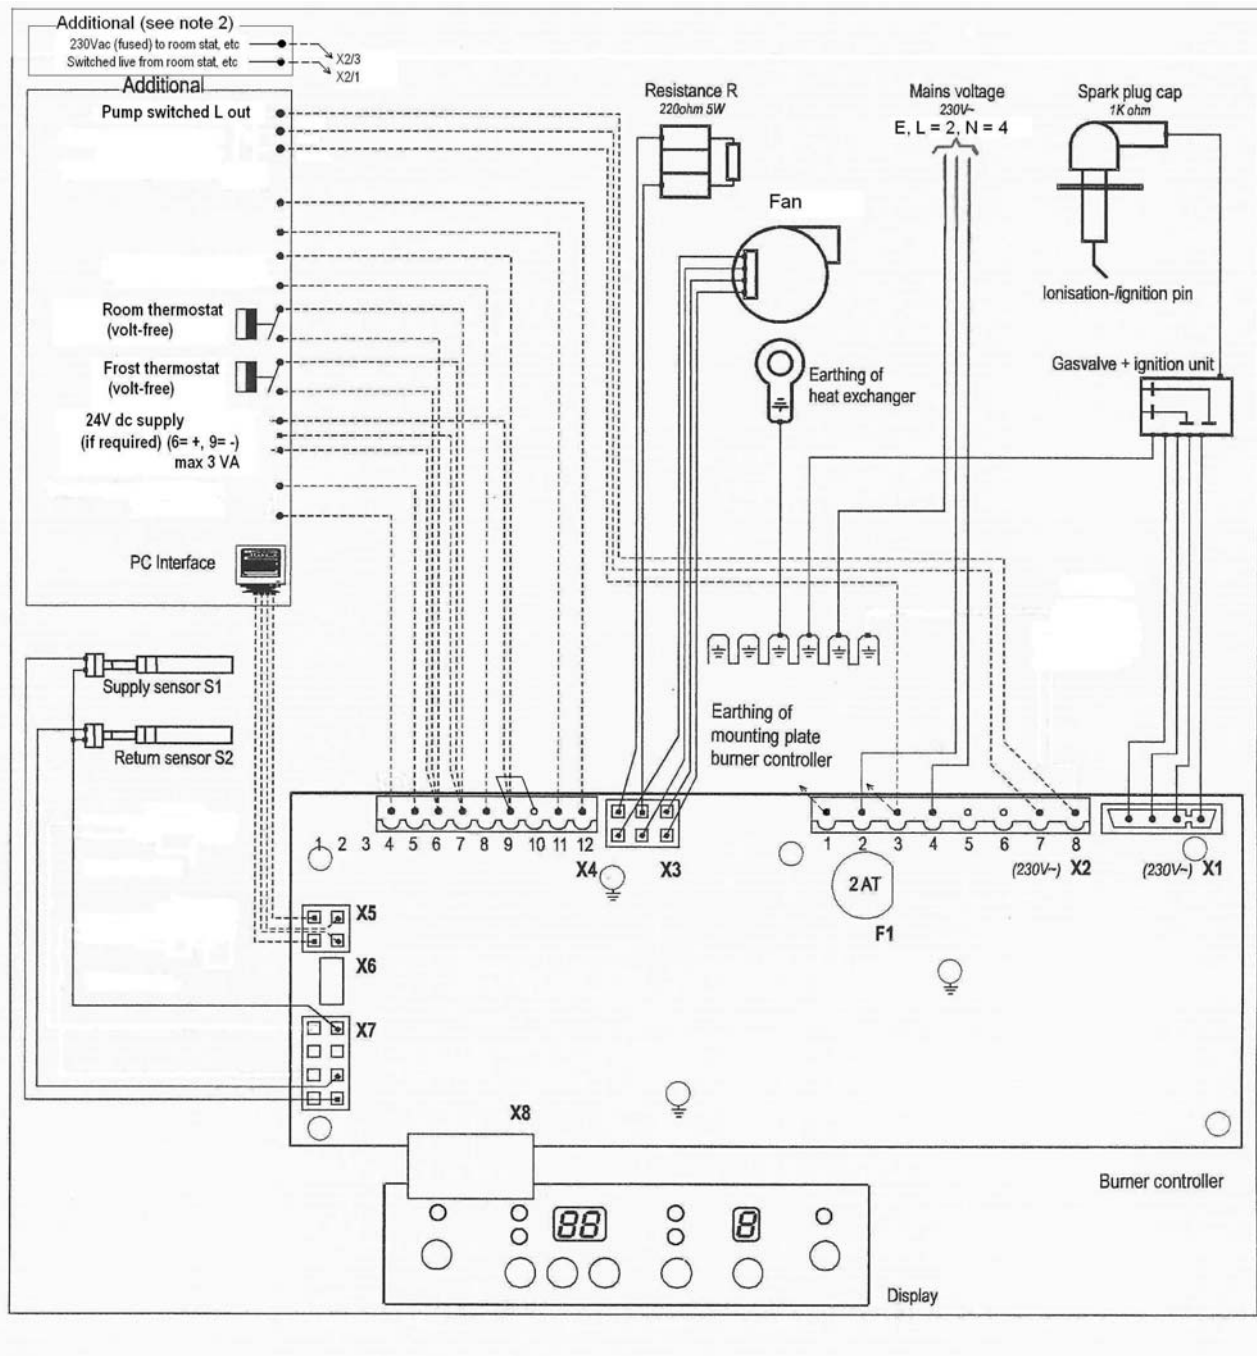 Additional (see note 2)
230Vac (fused) to room stat, etc
X2/3
Switched live from room stat, etc
X2/1
Additional
Pump switched L out
Resistance R
220ohm 5W
Mains voltage
230V~
E, L = 2, N = 4
Spark plug cap
1K ohm
Fan
Ionisation-/ignition pin
Room thermostat
(volt-free)
Frost thermostat
(volt-free)
Earthing of
heat exchanger
Gasvalve + ignition unit
24V dc supply
(if required) (6= +, 9= -)
max 3 VA
PC Interface
Supply sensor S1
Return sensor S2
Earthing of
mounting plate
burner controller
1 2 3 4 5 6 7 8 9 10 11 12
X4 X3
1 2 3 4 5 6 7 8
(230V~) X2
(230V~) X1
2AT
F1
X5
X6
X7
X8
Burner controller
88
8
Display